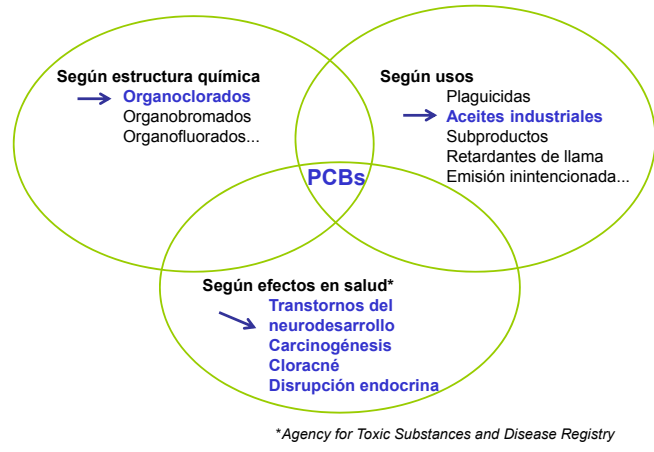 Según estructura química
Organoclorados
Organobromados
Organofluorados...
Según usos
Plaguicidas
Aceites industriales
Subproductos
Retardantes de llama
Emisión inintencionada...
PCBs
Según efectos en salud*
Transtornos del
neurodesarrollo
Carcinogénesis
Cloracné
Disrupción endocrina
*Agency for Toxic Substances and Disease Registry